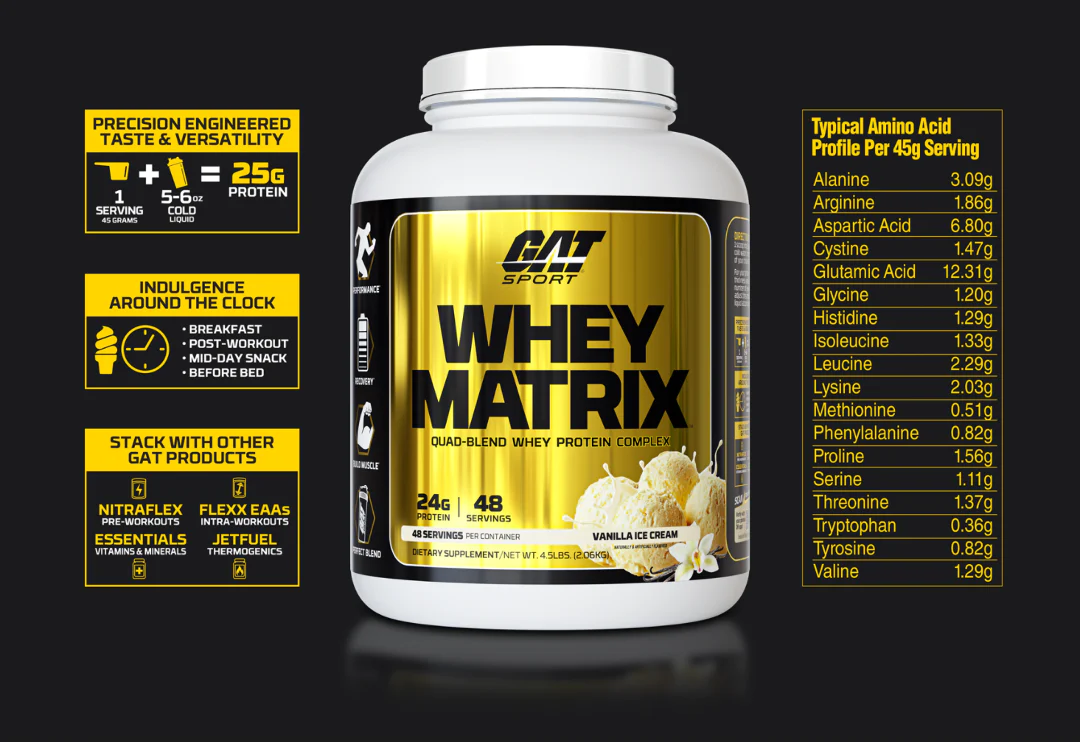 PRECISION ENGINEERED
TASTE & VERSATILITY
1
SERVING
45 GRAMS
+
5-6oz
COLD
LIQUID
=
25G
PROTEIN
INDULGENCE
AROUND THE CLOCK
• BREAKFAST
• POST-WORKOUT
• MID-DAY SNACK
• BEFORE BED
STACK WITH OTHER
GAT PRODUCTS
NITRAFLEX
PRE-WORKOUTS
FLEXX EAAs
INTRA-WORKOUTS
ESSENTIALS
VITAMINS & MINERALS
JETFUEL
THERMOGENICS
PERFORMANCE
RECOVERY
BUILD MUSCLE
PERFECT BLEND
GAT
SPORT
WHEY
MATRIX
QUAD-BLEND WHEY PROTEIN COMPLEX
24G
PROTEIN
48
SERVINGS
48 SERVINGS PER CONTAINER
VANILLA ICE CREAM
NATURALLY & ARTIFICIALLY FLAVORED
DIETARY SUPPLEMENT/NET WT. 4.5LBS. (2.06KG)
Typical Amino Acid
Profile Per 45g Serving
Alanine 3.09g
Arginine 1.86g
Aspartic Acid 6.80g
Cystine 1.47g
Glutamic Acid 12.31g
Glycine 1.20g
Histidine 1.29g
Isoleucine 1.33g
Leucine 2.29g
Lysine 2.03g
Methionine 0.51g
Phenylalanine 0.82g
Proline 1.56g
Serine 1.11g
Threonine 1.37g
Tryptophan 0.36g
Tyrosine 0.82g
Valine 1.29g